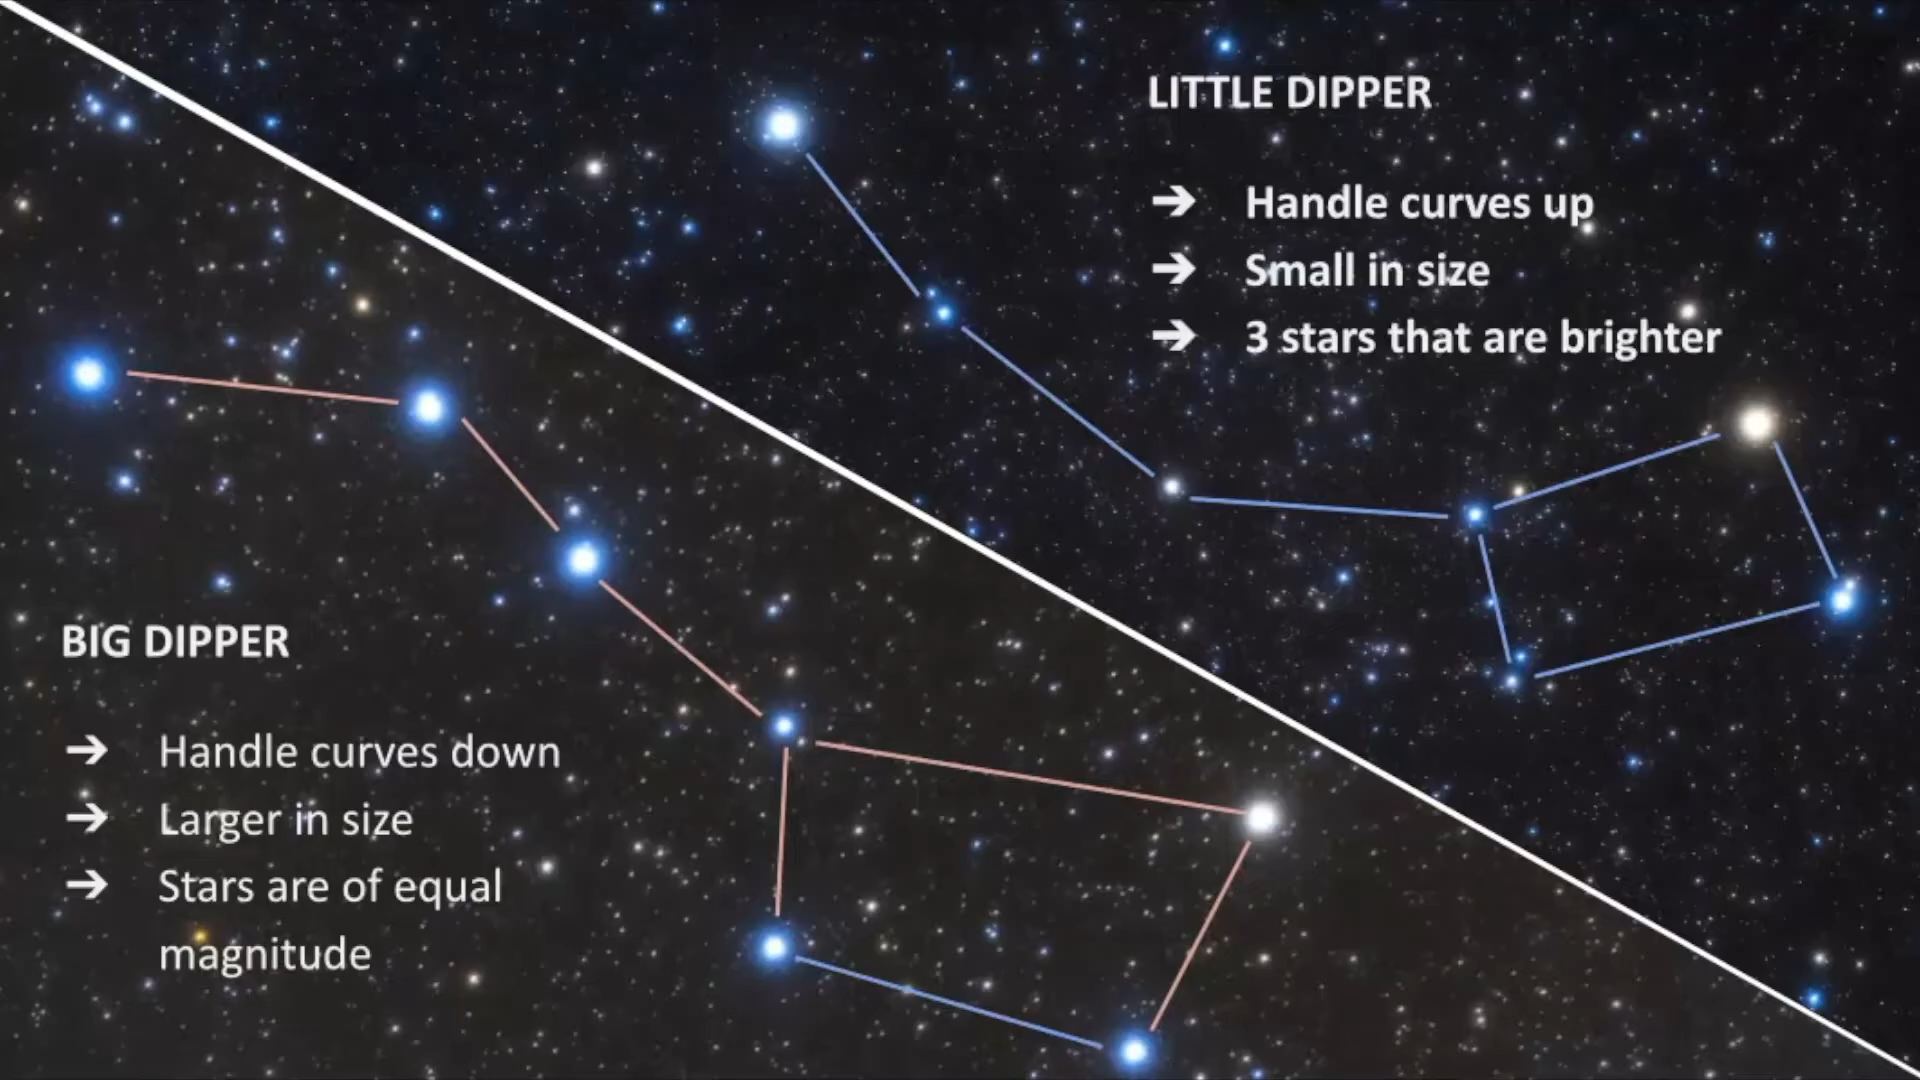 LITTLE DIPPER
➔ Handle curves up
➔ Small in size
➔ 3 stars that are brighter
BIG DIPPER
➔ Handle curves down
➔ Larger in size
➔ Stars are of equal
magnitude